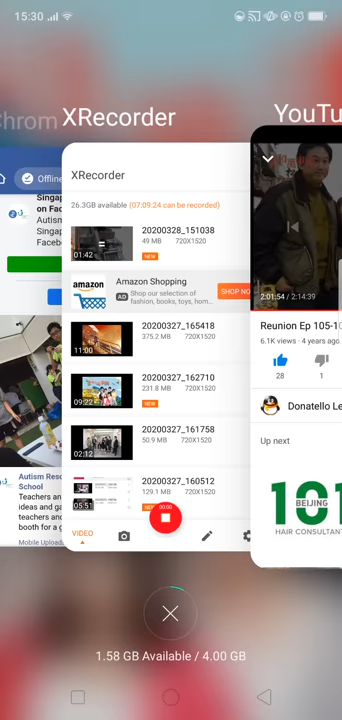 15:30
Chrom
XRecorder
YouTu
Offline
Singap
on Fac
Autism
Singap
Faceb
Autism Reso
School
Teachers an
ideas and ga
teachers and
booth for a g
Mobile Upload
XRecorder
26.3GB available (07:09:24 can be recorded)
20200328_151038
49 MB 720X1520
NEW
01:42
Amazon Shopping
AD Shop our selection of
fashion, books, toys, hom...
SHOP NO
amazon
20200327_165418
375.2 MB 720X1520
11:00
20200327_162710
231.8 MB 720X1520
NEW
09:22
20200327_161758
50.9 MB 720X1520
02:12
20200327_160512
129.1 MB 720X1520
NEW
05:51
00:00
VIDEO
2:01:54 / 2:14:39
Reunion Ep 105-1
6.1K views · 4 years ago
28
1
Donatello Le
Up next
101
BEIJING
HAIR CONSULTAN
1.58 GB Available / 4.00 GB